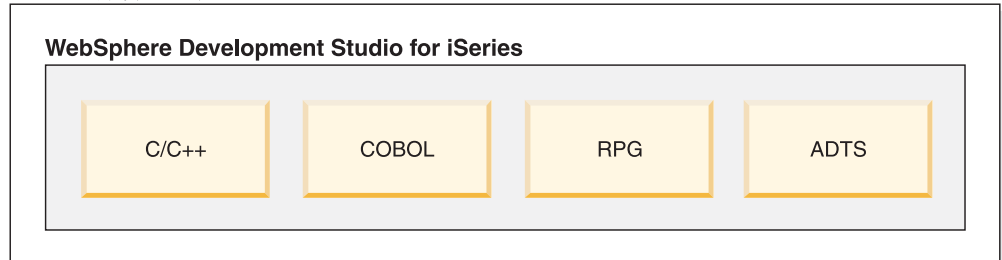 WebSphere Development Studio for iSeries
C/C++
COBOL
RPG
ADTS